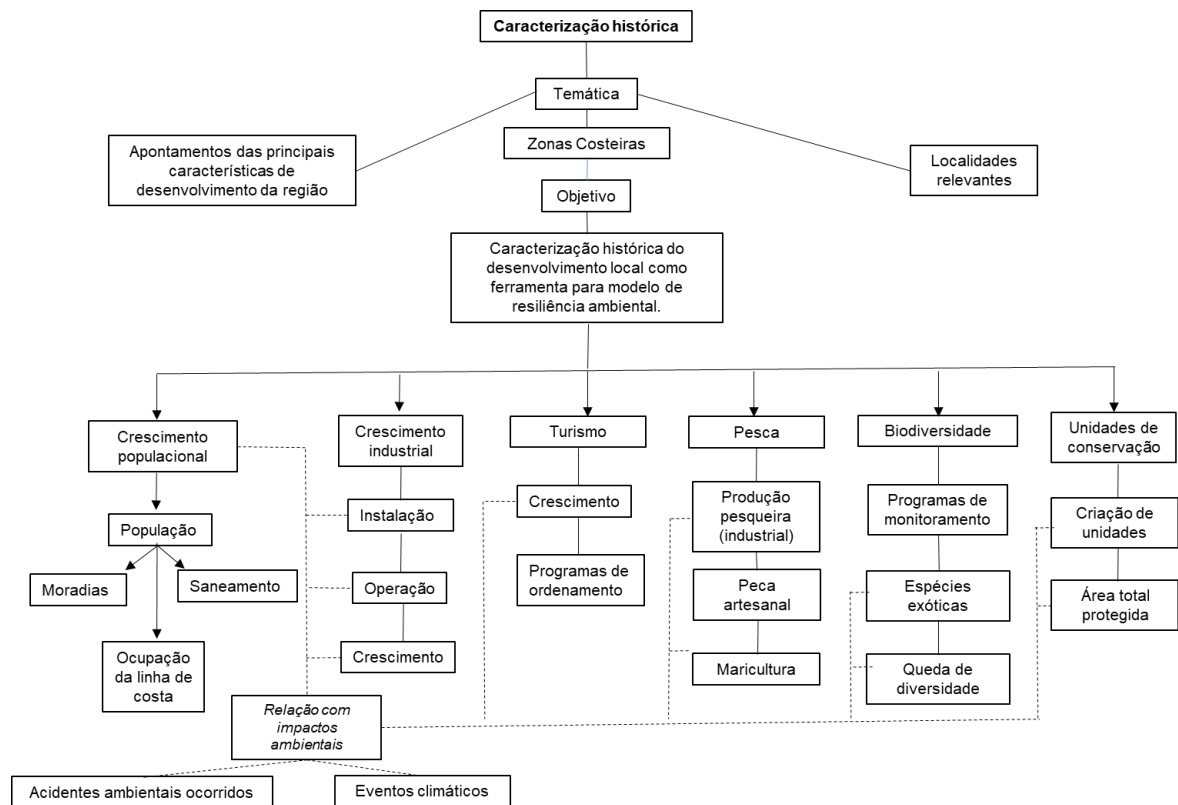 Caracterização histórica
Temática
Zonas Costeiras
Apontamentos das principais
características de
desenvolvimento da região
Localidades
relevantes
Objetivo
Caracterização histórica do
desenvolvimento local como
ferramenta para modelo de
resiliência ambiental.
Crescimento
populacional
População
Moradias
Saneamento
Ocupação
da linha de
costa
Crescimento
industrial
Instalação
Operação
Crescimento
Turismo
Crescimento
Programas de
ordenamento
Pesca
Produção
pesqueira
(industrial)
Peca
artesanal
Maricultura
Biodiversidade
Programas de
monitoramento
Espécies
exóticas
Queda de
diversidade
Unidades de
conservação
Criação de
unidades
Área total
protegida
Relação com
impactos
ambientais
Acidentes ambientais ocorridos
Eventos climáticos